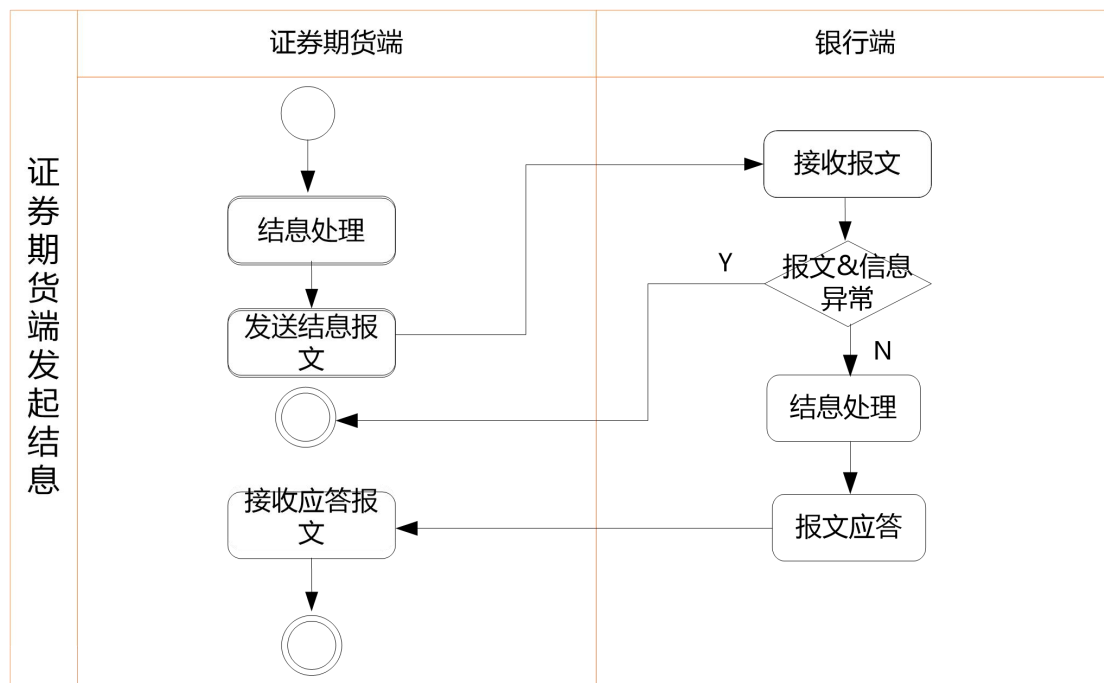 证券期货端
银行端
证券期货端发起结息
接收报文
结息处理
Y
报文&信息
异常
发送结息报
文
N
结息处理
接收应答报
文
报文应答